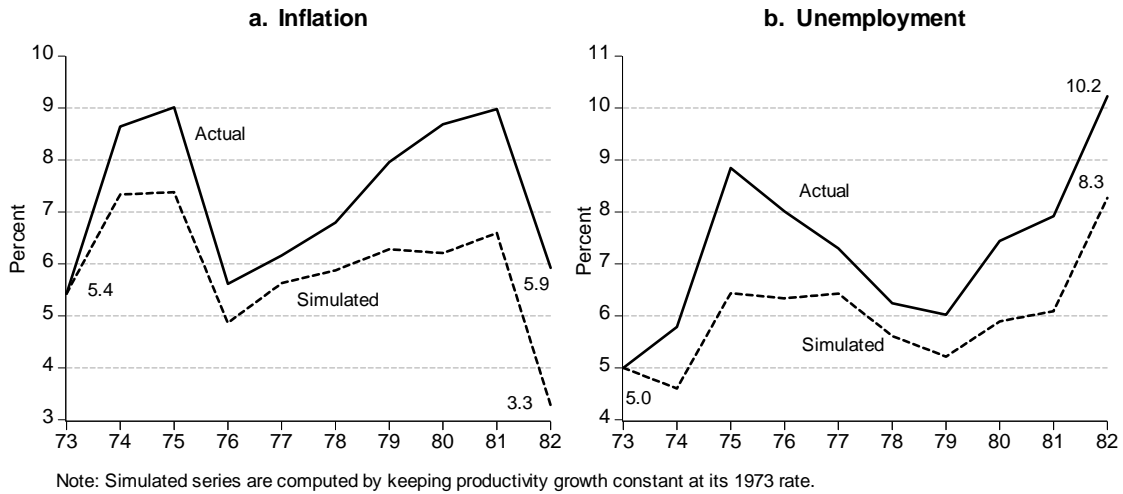 a. Inflation
10
9
8
7
6
5
4
3
Percent
Actual
Simulated
5.4
5.9
3.3
73 74 75 76 77 78 79 80 81 82
b. Unemployment
11
10
9
8
7
6
5
4
Percent
10.2
8.3
Actual
Simulated
5.0
73 74 75 76 77 78 79 80 81 82
Note: Simulated series are computed by keeping productivity growth constant at its 1973 rate.